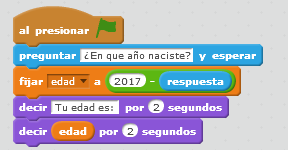 al presionar
preguntar ¿En que año naciste? y esperar
fijar edad a 2017 - respuesta
decir Tu edad es: por 2 segundos
decir edad por 2 segundos